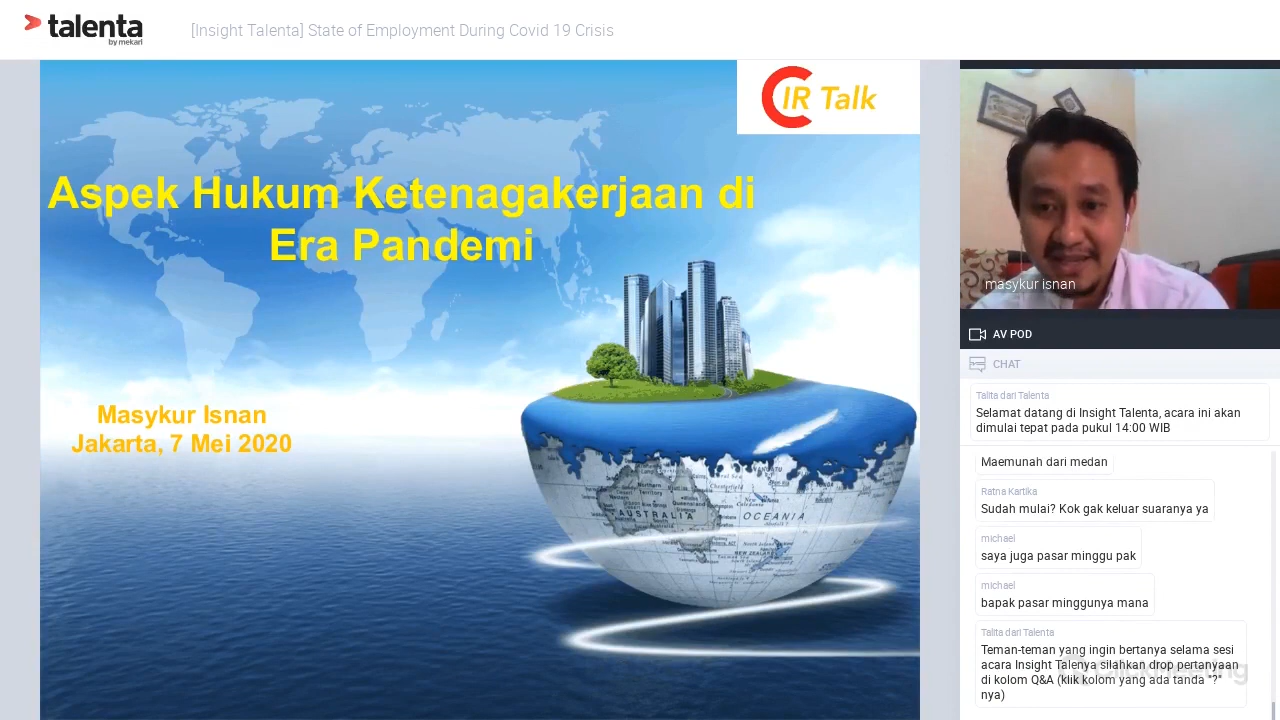 talenta
by mekari
[Insight Talenta] State of Employment During Covid 19 Crisis
CIR Talk
Aspek Hukum Ketenagakerjaan di
Era Pandemi
Masykur Isnan
Jakarta, 7 Mei 2020
AUSTRALIA
OCEANIA
NEW ZEALAND
masykur isnan
AV POD
CHAT
Talita dari Talenta
Selamat datang di Insight Talenta, acara ini akan
dimulai tepat pada pukul 14:00 WIB
Maemunah dari medan
Ratna Kartika
Sudah mulai? Kok gak keluar suaranya ya
michael
saya juga pasar minggu pak
michael
bapak pasar minggunya mana
Talita dari Talenta
Teman-teman yang ingin bertanya selama sesi
acara Insight Talenya silahkan drop pertanyaan
di kolom Q&A (klik kolom yang ada tanda "?"
nya)